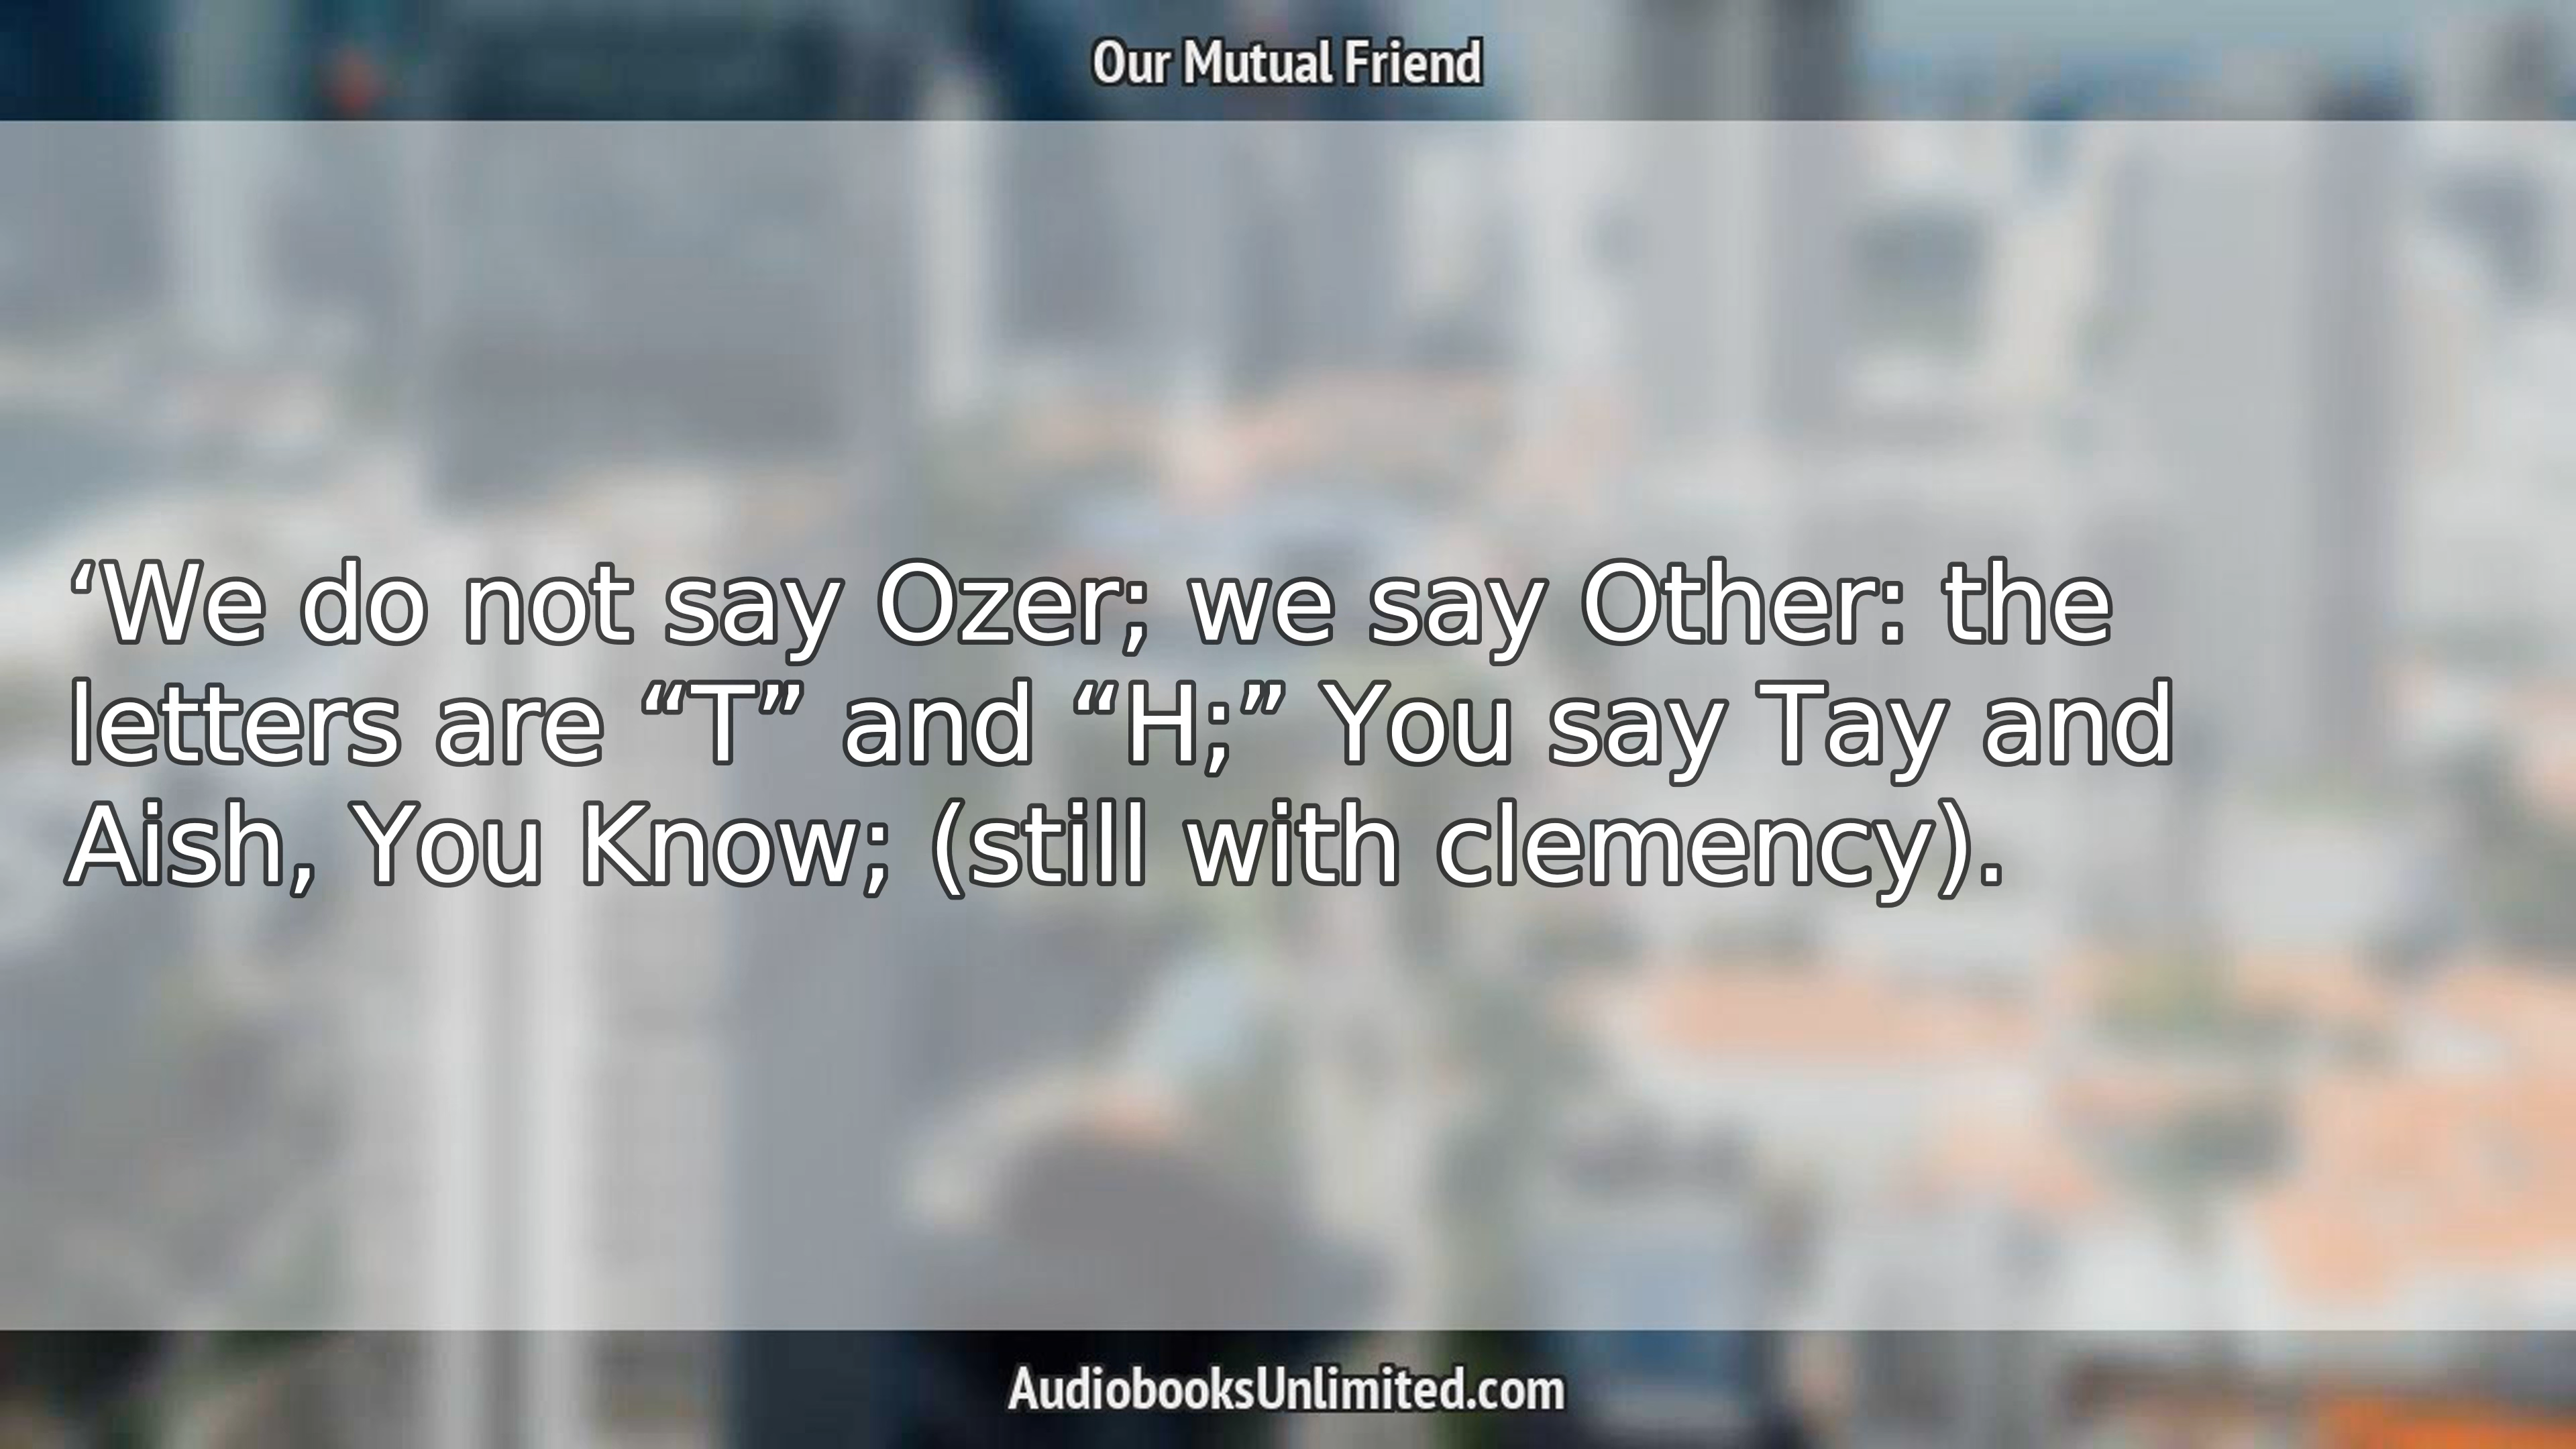 Our Mutual Friend
‘We do not say Ozer; we say Other: the
letters are “T” and “H;” You say Tay and
Aish, You Know; (still with clemency).
AudiobooksUnlimited.com